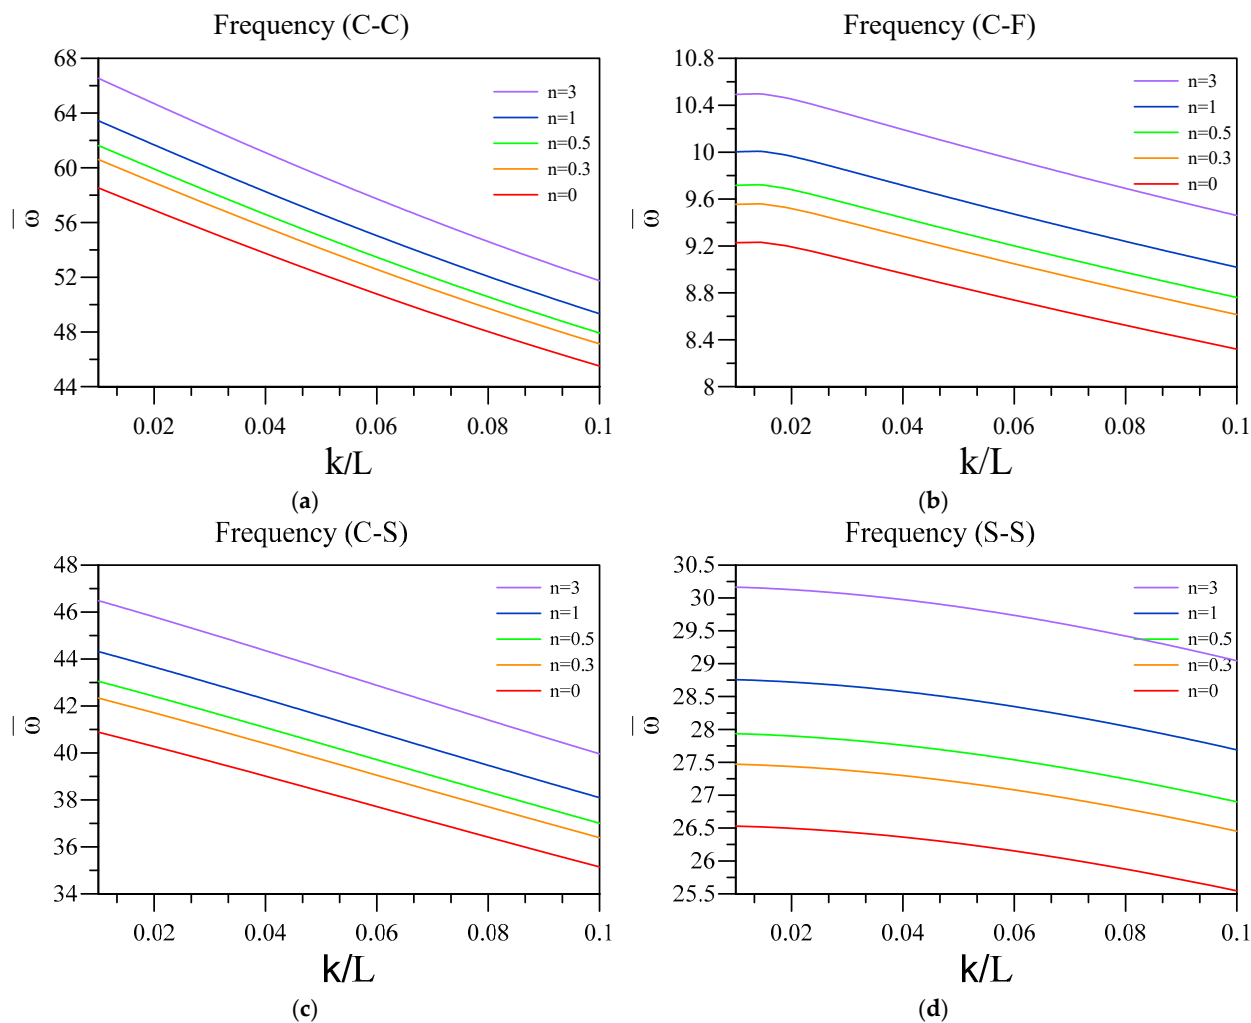 Frequency (C-C)
68
64
60
56
52
48
44
ω̅
n=3
n=1
n=0.5
n=0.3
n=0
0.02 0.04 0.06 0.08 0.1
k/L
(a)
Frequency (C-F)
10.8
10.4
10
9.6
9.2
8.8
8.4
8
ω̅
n=3
n=1
n=0.5
n=0.3
n=0
0.02 0.04 0.06 0.08 0.1
k/L
(b)
Frequency (C-S)
48
46
44
42
40
38
36
34
ω̅
n=3
n=1
n=0.5
n=0.3
n=0
0.02 0.04 0.06 0.08 0.1
k/L
(c)
Frequency (S-S)
30.5
30
29.5
29
28.5
28
27.5
27
26.5
26
25.5
ω̅
n=3
n=1
n=0.5
n=0.3
n=0
0.02 0.04 0.06 0.08 0.1
k/L
(d)